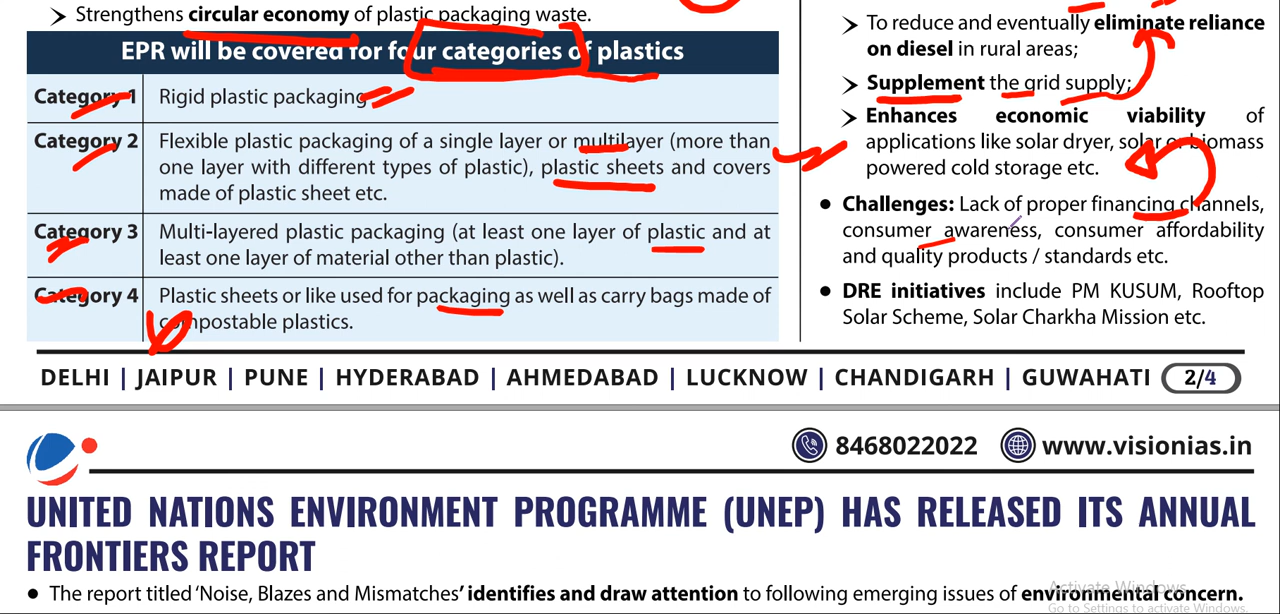 ➢ Strengthens circular economy of plastic packaging waste.
EPR will be covered for four categories of plastics
Category 1 Rigid plastic packaging
Category 2 Flexible plastic packaging of a single layer or multilayer (more than
one layer with different types of plastic), plastic sheets and covers
made of plastic sheet etc.
Category 3 Multi-layered plastic packaging (at least one layer of plastic and at
least one layer of material other than plastic).
Category 4 Plastic sheets or like used for packaging as well as carry bags made of
compostable plastics.
➢ To reduce and eventually eliminate reliance
on diesel in rural areas;
➢ Supplement the grid supply;
➢ Enhances economic viability of
applications like solar dryer, solar or biomass
powered cold storage etc.
● Challenges: Lack of proper financing channels,
consumer awareness, consumer affordability
and quality products / standards etc.
● DRE initiatives include PM KUSUM, Rooftop
Solar Scheme, Solar Charkha Mission etc.
DELHI | JAIPUR | PUNE | HYDERABAD | AHMEDABAD | LUCKNOW | CHANDIGARH | GUWAHATI 2/4
8468022022 www.visionias.in
UNITED NATIONS ENVIRONMENT PROGRAMME (UNEP) HAS RELEASED ITS ANNUAL
FRONTIERS REPORT
● The report titled 'Noise, Blazes and Mismatches' identifies and draw attention to following emerging issues of environmental concern.
Activate Windows
Go to Settings to activate Windows.